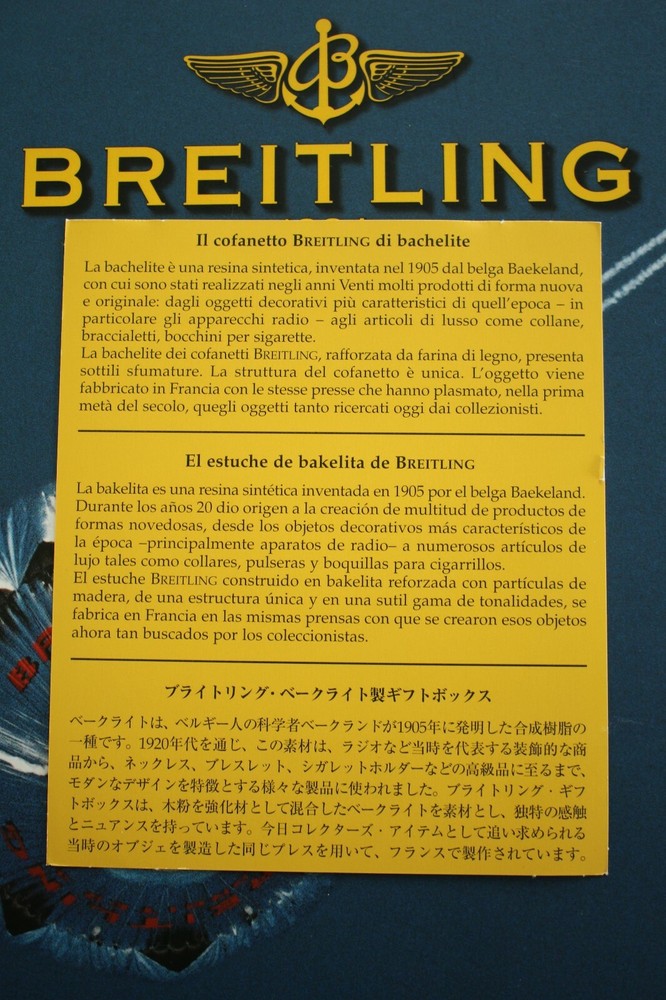 B
BREITLING
Il cofanetto BREITLING di bachelite
La bachelite è una resina sintetica, inventata nel 1905 dal belga Baekeland,
con cui sono stati realizzati negli anni Venti molti prodotti di forma nuova
e originale: dagli oggetti decorativi più caratteristici di quell'epoca – in
particolare gli apparecchi radio – agli articoli di lusso come collane,
braccialetti, bocchini per sigarette.
La bachelite dei cofanetti BREITLING, rafforzata da farina di legno, presenta
sottili sfumature. La struttura del cofanetto è unica. L'oggetto viene
fabbricato in Francia con le stesse presse che hanno plasmato, nella prima
metà del secolo, quegli oggetti tanto ricercati oggi dai collezionisti.
El estuche de bakelita de BREITLING
La bakelita es una resina sintética inventada en 1905 por el belga Baekeland.
Durante los años 20 dio origen a la creación de multitud de productos de
formas novedosas, desde los objetos decorativos más característicos de
la época –principalmente aparatos de radio– a numerosos artículos de
lujo tales como collares, pulseras y boquillas para cigarrillos.
El estuche BREITLING construido en bakelita reforzada con partículas de
madera, de una estructura única y en una sutil gama de tonalidades, se
fabrica en Francia en las mismas prensas con que se crearon esos objetos
ahora tan buscados por los coleccionistas.
ブライトリング・ベークライト製ギフトボックス
ベークライトは、ベルギー人の科学者ベークランドが1905年に発明した合成樹脂の
一種です。1920年代を通じ、この素材は、ラジオなど当時を代表する装飾的な商
品から、ネックレス、ブレスレット、シガレットホルダーなどの高級品に至るまで、
モダンなデザインを特徴とする様々な製品に使われました。ブライトリング・ギフ
トボックスは、木粉を強化材として混合したベークライトを素材とし、独特の感触
とニュアンスを持っています。今日コレクターズ・アイテムとして追い求められる
当時のオブジェを製造した同じプレスを用いて、フランスで製作されています。